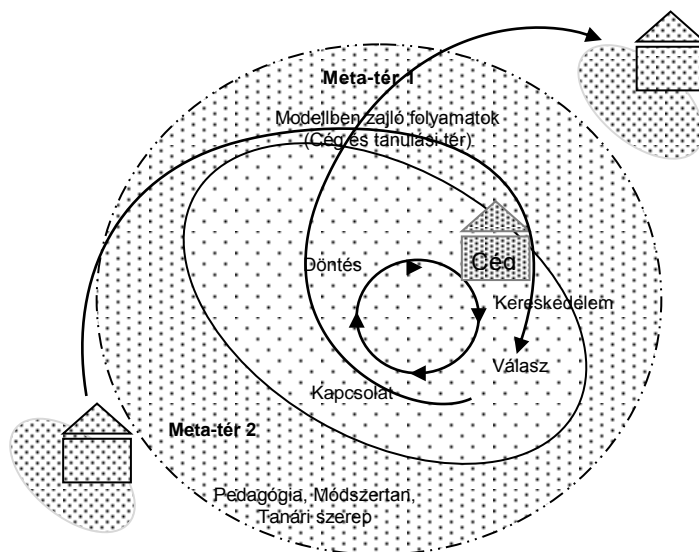 Meta-tér 1
Modellben zajló folyamatok
(Cég és tanulási tér)
Cég
Döntés
Kereskedelem
Válasz
Kapcsolat
Meta-tér 2
Pedagógia, Módszertan,
Tanári szerep